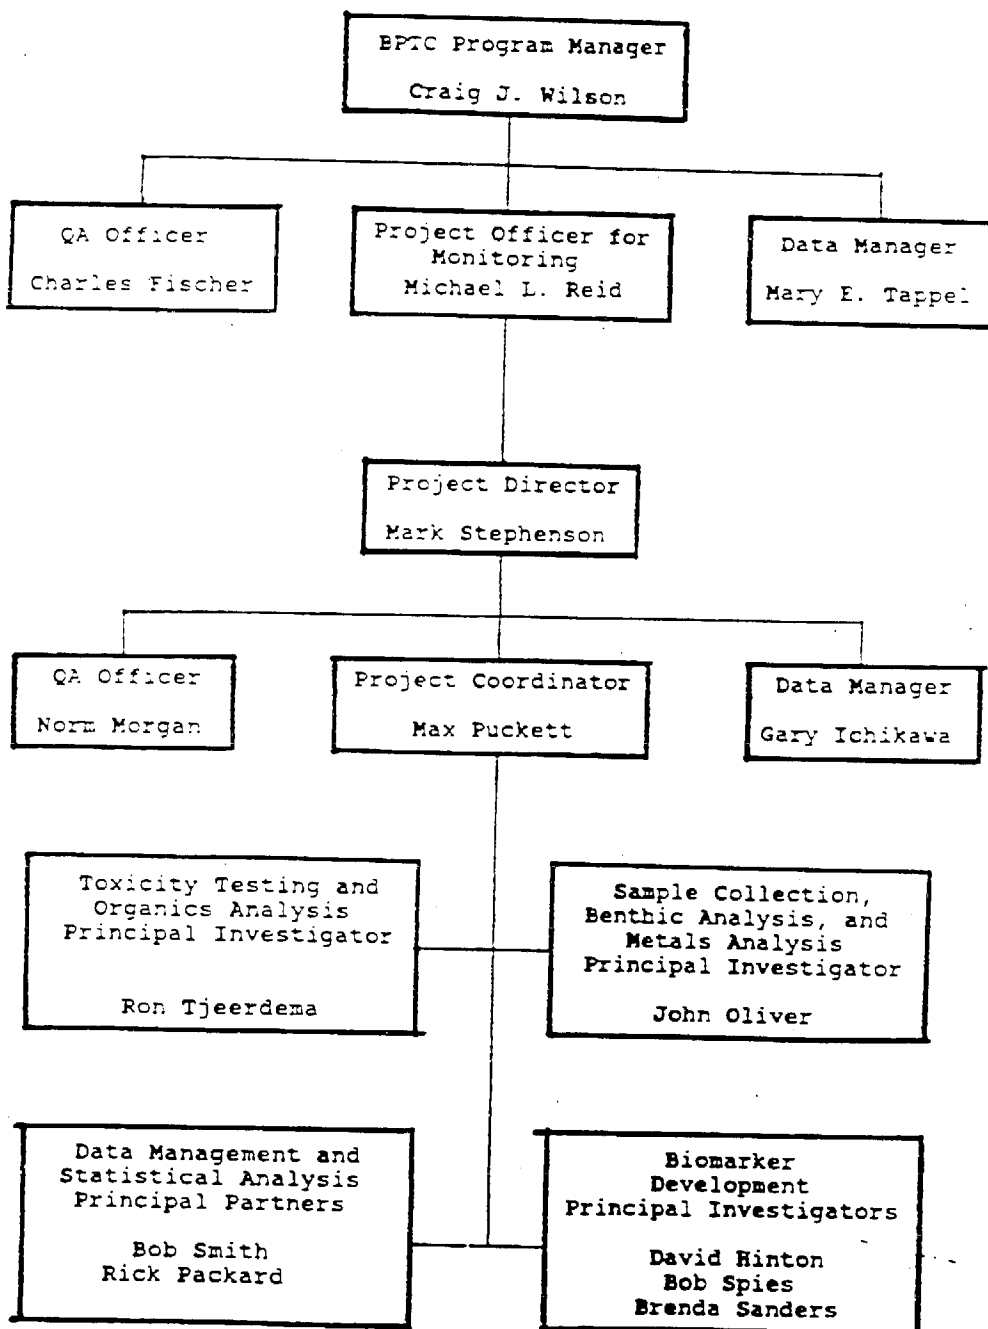 BPTC Program Manager
Craig J. Wilson
QA Officer
Charles Fischer
Project Officer for
Monitoring
Michael L. Reid
Data Manager
Mary E. Tappel
Project Director
Mark Stephenson
QA Officer
Norm Morgan
Project Coordinator
Max Puckett
Data Manager
Gary Ichikawa
Toxicity Testing and
Organics Analysis
Principal Investigator
Ron Tjeerdema
Sample Collection,
Benthic Analysis, and
Metals Analysis
Principal Investigator
John Oliver
Data Management and
Statistical Analysis
Principal Partners
Bob Smith
Rick Packard
Biomarker
Development
Principal Investigators
David Hinton
Bob Spies
Brenda Sanders